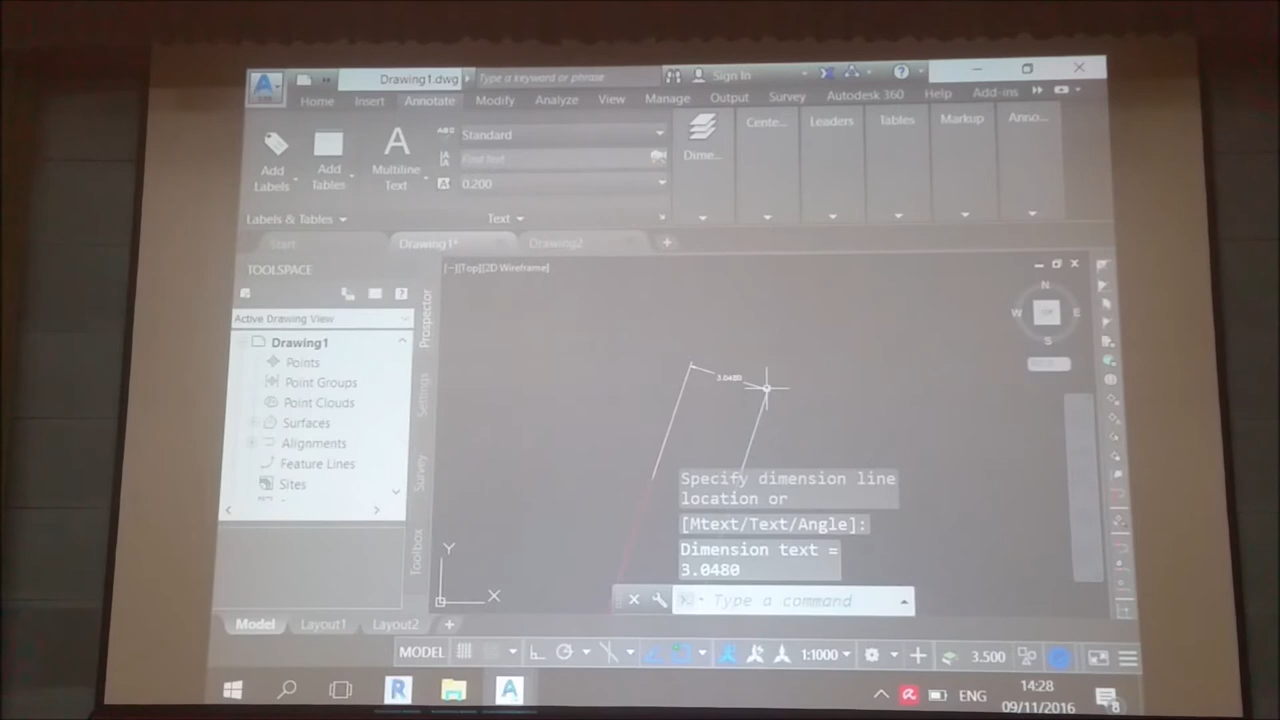 Drawing1.dwg
Type a keyword or phrase
Sign In
Home Insert Annotate Modify Analyze View Manage Output Survey Autodesk 360 Help Add-ins
Add Labels
Add Tables
Multiline Text
Standard
Find text
0.200
Dime...
Cente...
Leaders
Tables
Markup
Anno...
Labels & Tables
Text
Start
Drawing1*
Drawing2
TOOLSPACE
Active Drawing View
Drawing1
Points
Point Groups
Point Clouds
Surfaces
Alignments
Feature Lines
Sites
Prospector
Settings
Survey
Toolbox
[−][Top][2D Wireframe]
N
W
E
S
3.0480
Specify dimension line
location or
[Mtext/Text/Angle]:
Dimension text =
3.0480
Type a command
Y
X
Model Layout1 Layout2
MODEL
1:1000
3.500
ENG
14:28
09/11/2016
8